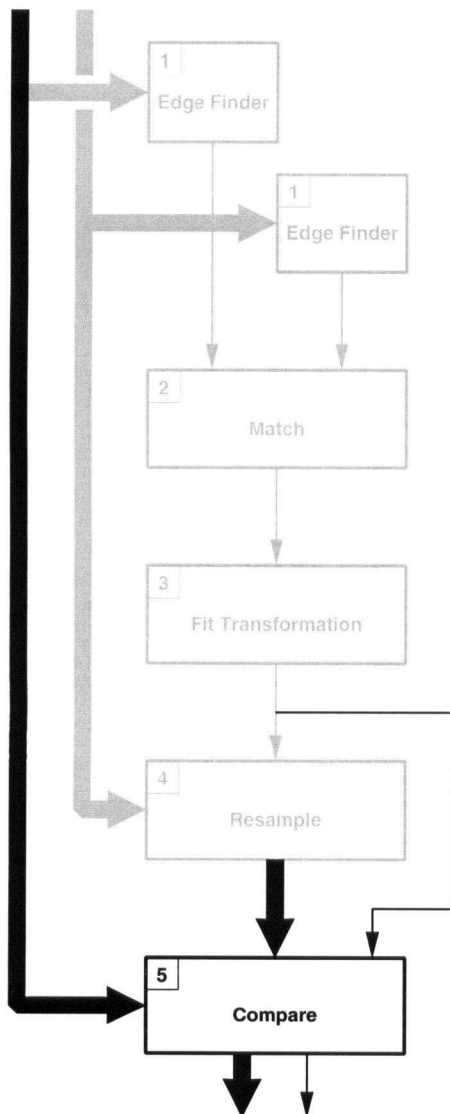 1
Edge Finder
1
Edge Finder
2
Match
3
Fit Transformation
4
Resample
5
Compare